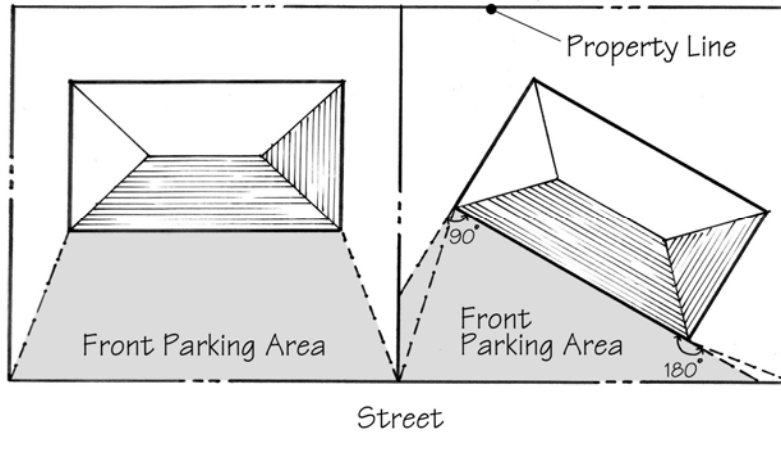 Property Line
90°
Front Parking Area
Front
Parking Area
180°
Street